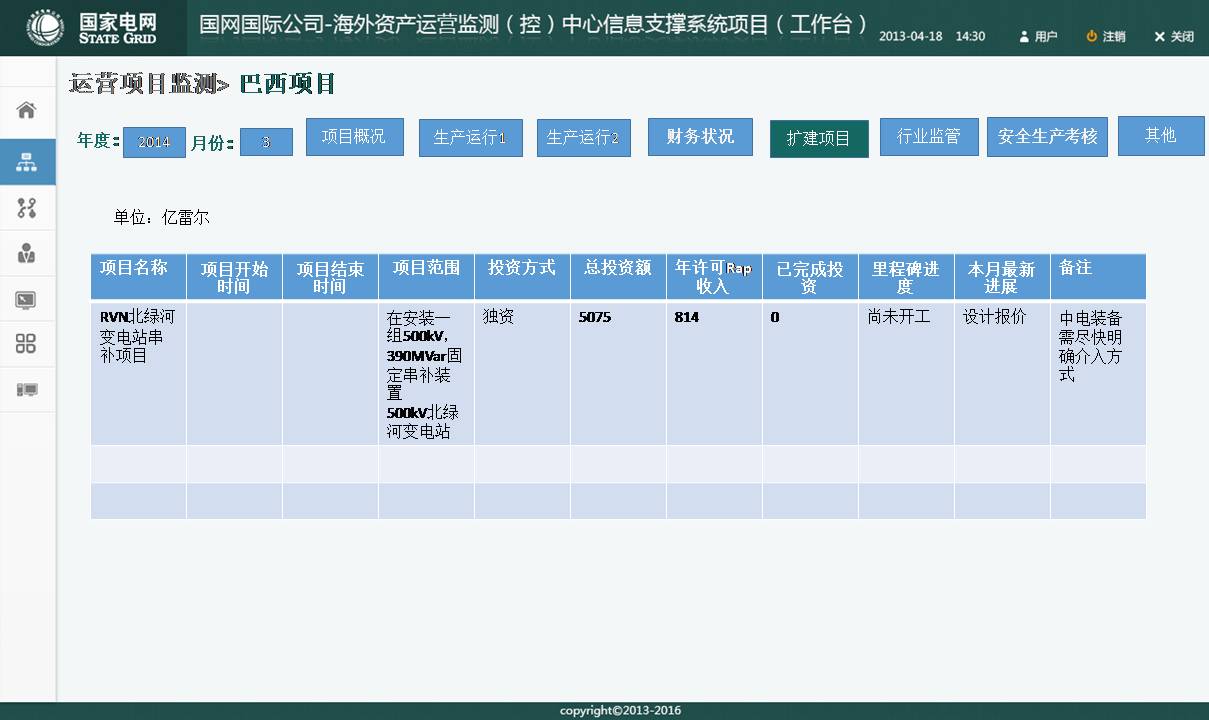 国家电网
STATE GRID
国网国际公司-海外资产运营监测（控）中心信息支撑系统项目（工作台）
2013-04-18 14:30
用户
注销
关闭
运营项目监测> 巴西项目
年度: 2014 月份: 3
项目概况
生产运行1
生产运行2
财务状况
扩建项目
行业监管
安全生产考核
其他
单位：亿雷尔
项目名称
项目开始
时间
项目结束
时间
项目范围
投资方式
总投资额
年许可Rap
收入
已完成投
资
里程碑进
度
本月最新
进展
备注
RVN北绿河
变电站串
补项目
在安装一
组500kV，
390MVar固
定串补装
置
500kV北绿
河变电站
独资
5075
814
0
尚未开工
设计报价
中电装备
需尽快明
确介入方
式
copyright©2013-2016